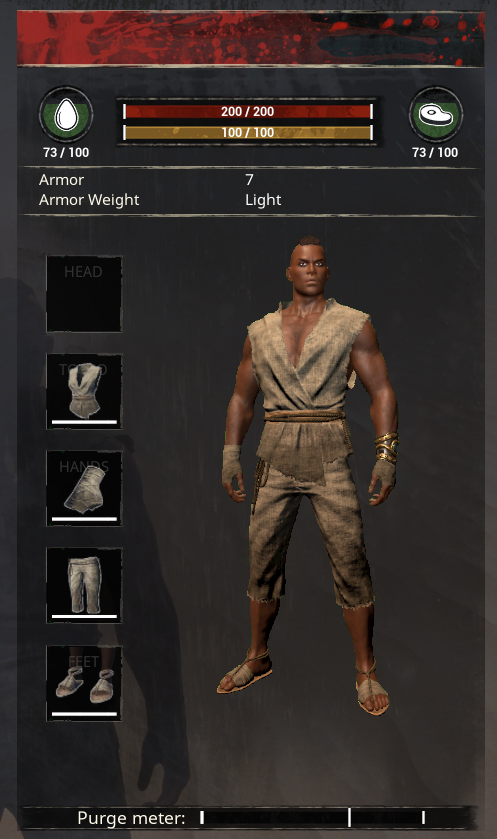 200 / 200
100 / 100
73 / 100
73 / 100
Armor 7
Armor Weight Light
HEAD
HANDS
FEET
Purge meter: